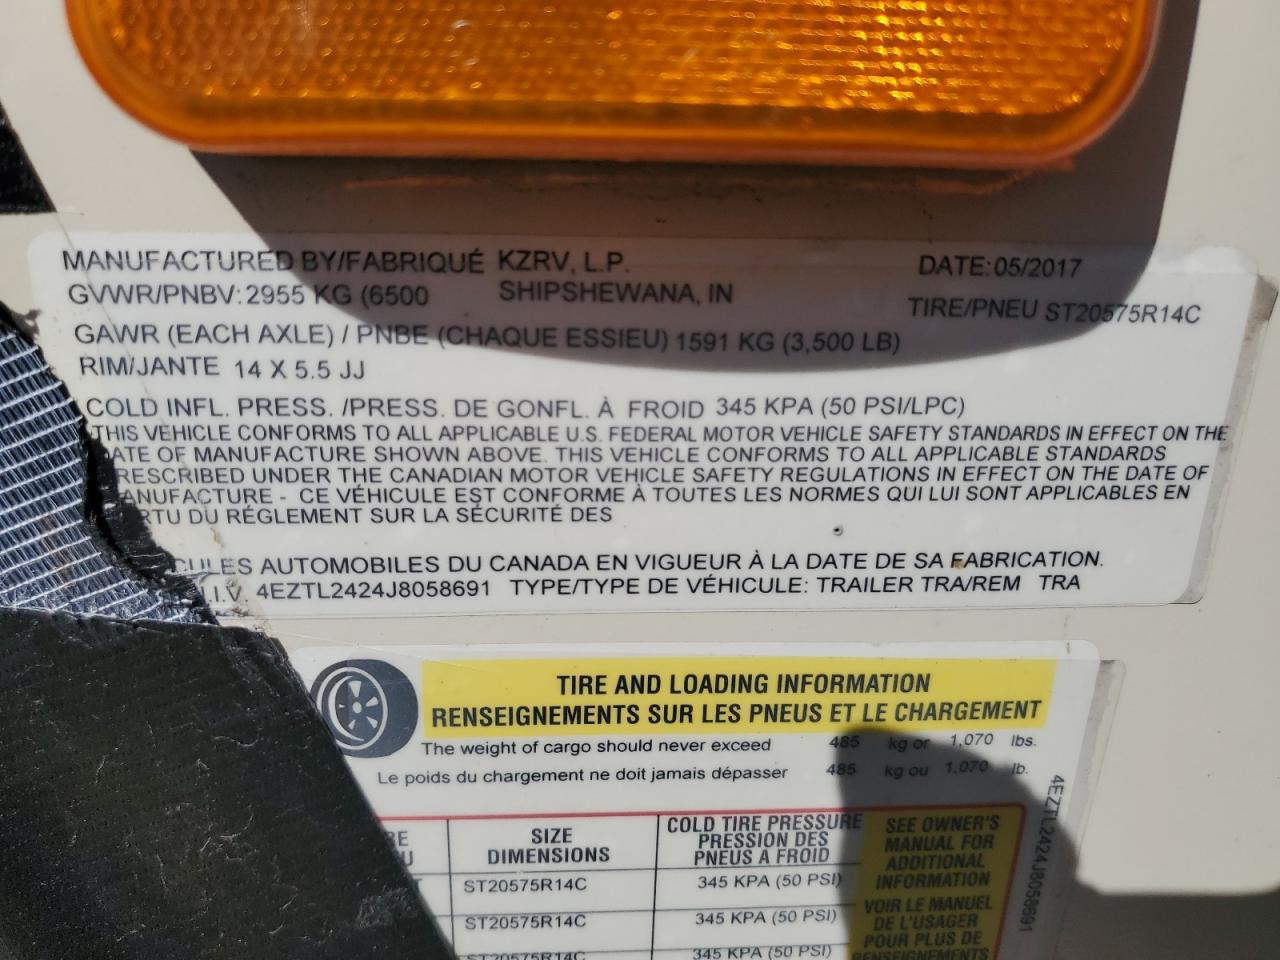 MANUFACTURED BY/FABRIQUÉ KZRV, L.P. DATE:05/2017
GVWR/PNBV: 2955 KG (6500 SHIPSHEWANA, IN TIRE/PNEU ST20575R14C
GAWR (EACH AXLE) / PNBE (CHAQUE ESSIEU) 1591 KG (3,500 LB)
RIM/JANTE 14 X 5.5 JJ
COLD INFL. PRESS. /PRESS. DE GONFL. À FROID 345 KPA (50 PSI/LPC)
THIS VEHICLE CONFORMS TO ALL APPLICABLE U.S. FEDERAL MOTOR VEHICLE SAFETY STANDARDS IN EFFECT ON THE
ATE OF MANUFACTURE SHOWN ABOVE. THIS VEHICLE CONFORMS TO ALL APPLICABLE STANDARDS
RESCRIBED UNDER THE CANADIAN MOTOR VEHICLE SAFETY REGULATIONS IN EFFECT ON THE DATE OF
ANUFACTURE - CE VÉHICULE EST CONFORME À TOUTES LES NORMES QUI LUI SONT APPLICABLES EN
RTU DU RÉGLEMENT SUR LA SÉCURITÉ DES
CULES AUTOMOBILES DU CANADA EN VIGUEUR À LA DATE DE SA FABRICATION.
.I.V. 4EZTL2424J8058691 TYPE/TYPE DE VÉHICULE: TRAILER TRA/REM TRA
TIRE AND LOADING INFORMATION
RENSEIGNEMENTS SUR LES PNEUS ET LE CHARGEMENT
The weight of cargo should never exceed 485 kg or 1,070 lbs.
Le poids du chargement ne doit jamais dépasser 485 kg ou 1,070 lb.
4EZTL2424J8058691
RE
U
SIZE
DIMENSIONS
COLD TIRE PRESSURE
PRESSION DES
PNEUS A FROID
SEE OWNER'S
MANUAL FOR
ADDITIONAL
INFORMATION
VOIR LE MANUEL
DE L'USAGER
POUR PLUS DE
RENSEIGNEMENTS
T ST20575R14C 345 KPA (50 PSI)
ST20575R14C 345 KPA (50 PSI)
ST20575R14C 345 KPA (50 PSI)